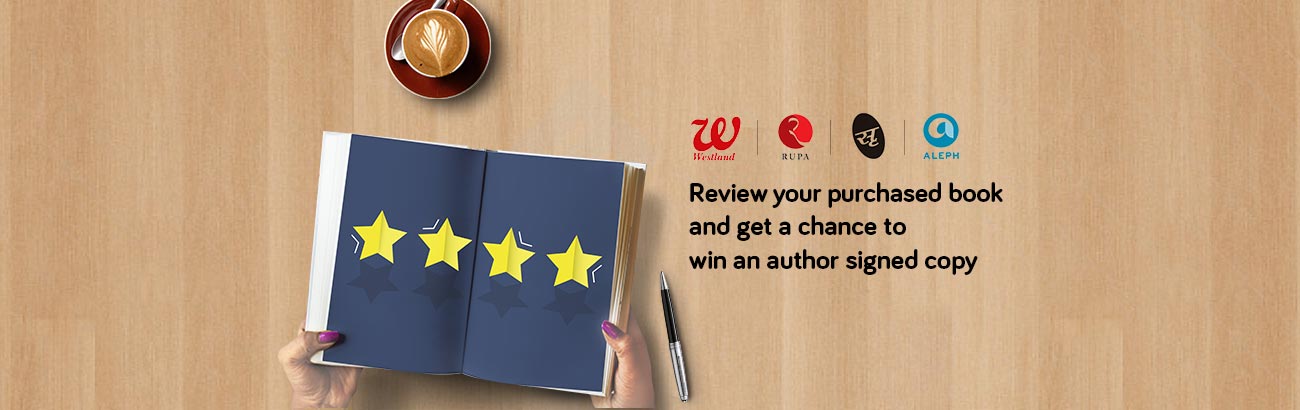 W
Westland
RUPA
ALEPH
Review your purchased book
and get a chance to
win an author signed copy